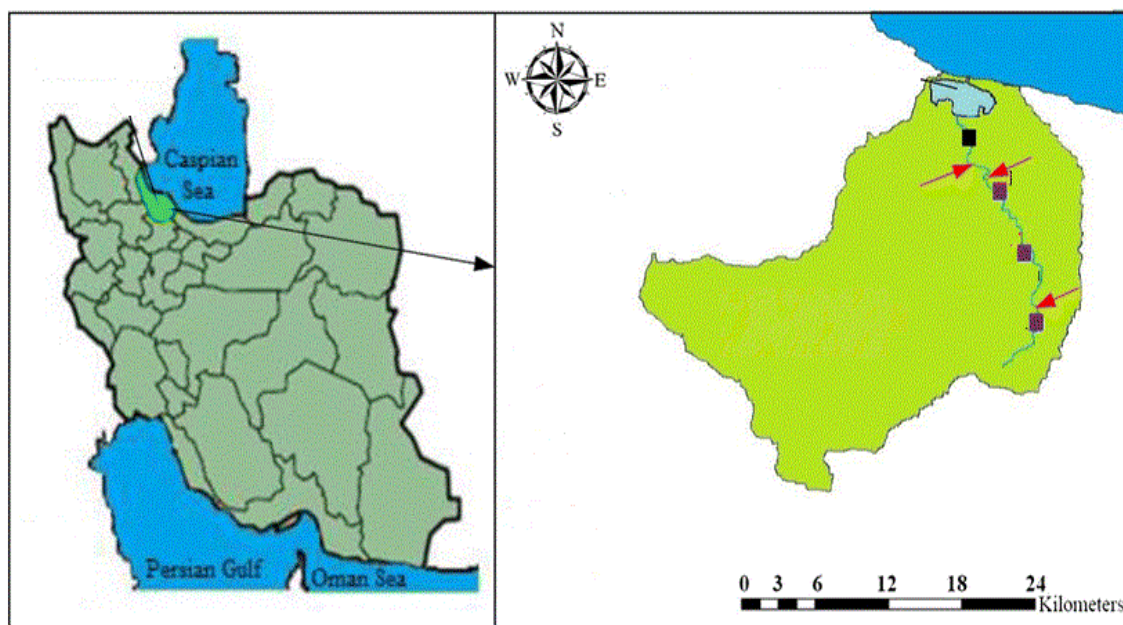 Caspian
Sea
Persian Gulf
Oman Sea
N
W
E
S
0 3 6 12 18 24
Kilometers